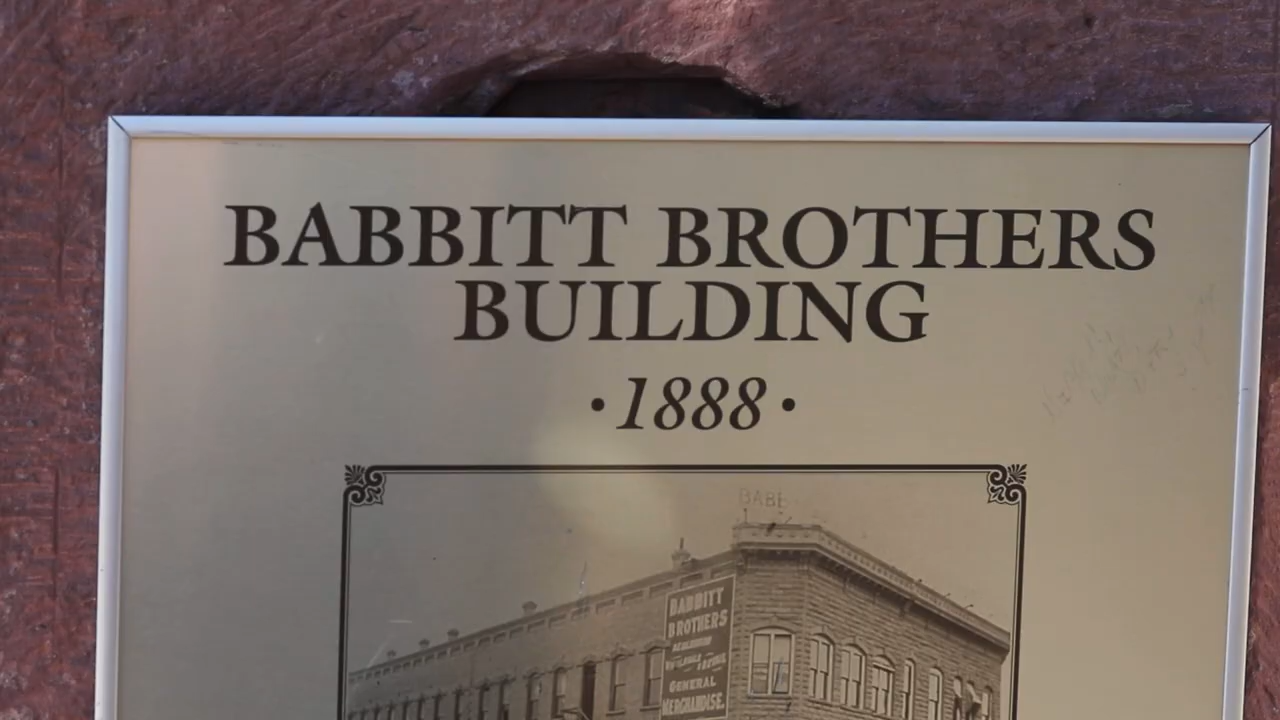 BABBITT BROTHERS
BUILDING
·1888·
BABB
BABBITT
BROTHERS
GENERAL
MERCHANDISE.